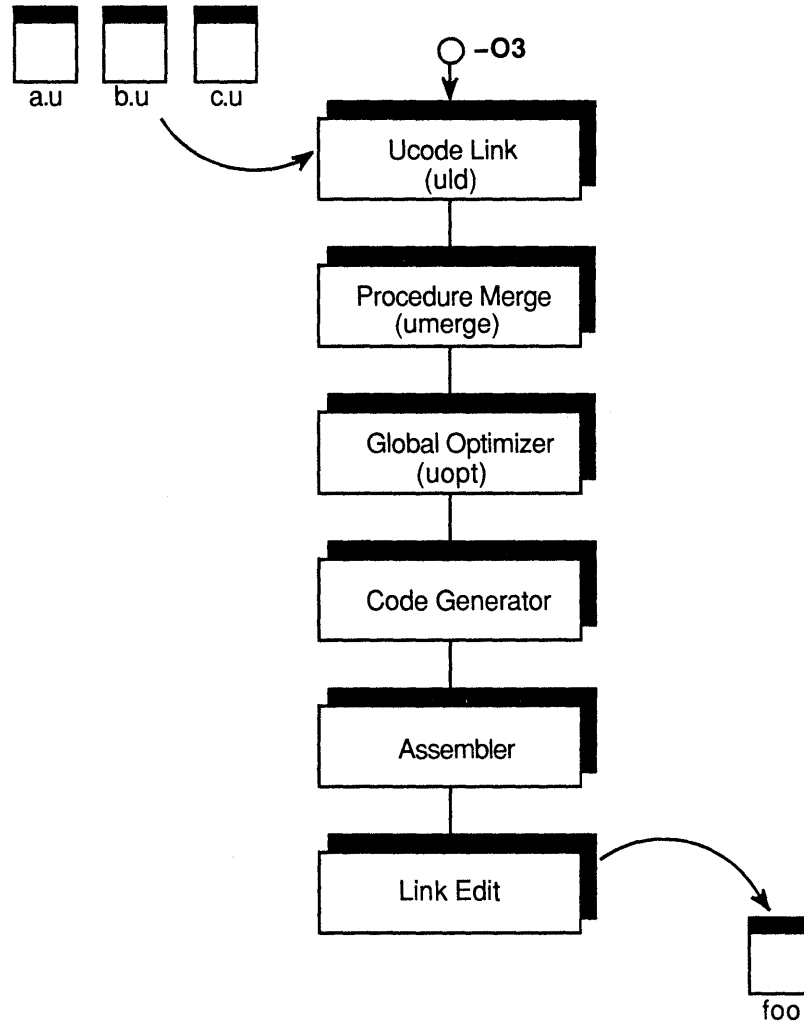 a.u b.u c.u
–O3
Ucode Link
(uld)
Procedure Merge
(umerge)
Global Optimizer
(uopt)
Code Generator
Assembler
Link Edit
foo